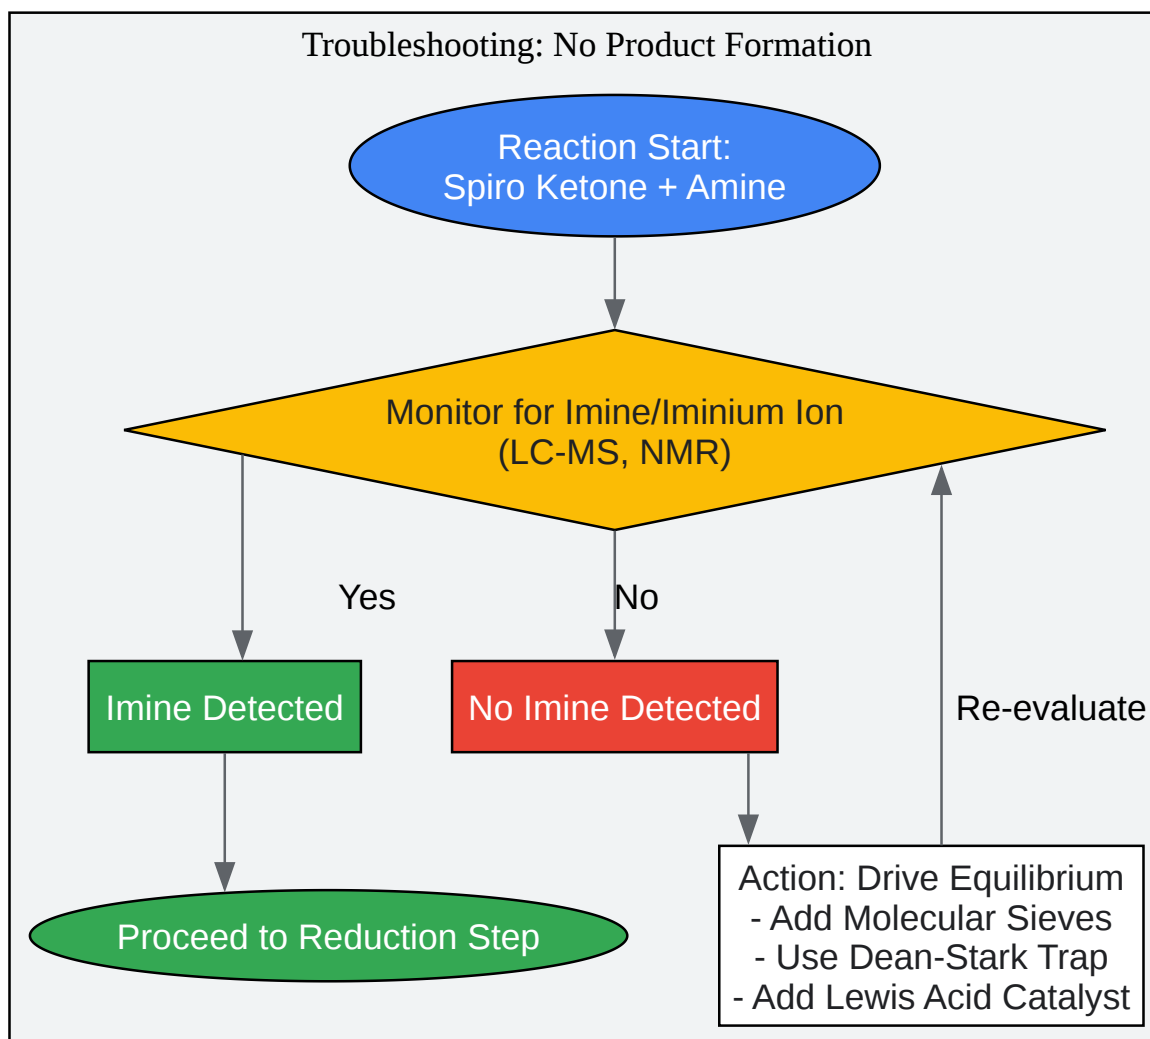 Troubleshooting: No Product Formation
Reaction Start:
Spiro Ketone + Amine
Monitor for Imine/Iminium Ion
(LC-MS, NMR)
Yes
No
Imine Detected
No Imine Detected
Re-evaluate
Action: Drive Equilibrium
- Add Molecular Sieves
- Use Dean-Stark Trap
- Add Lewis Acid Catalyst
Proceed to Reduction Step